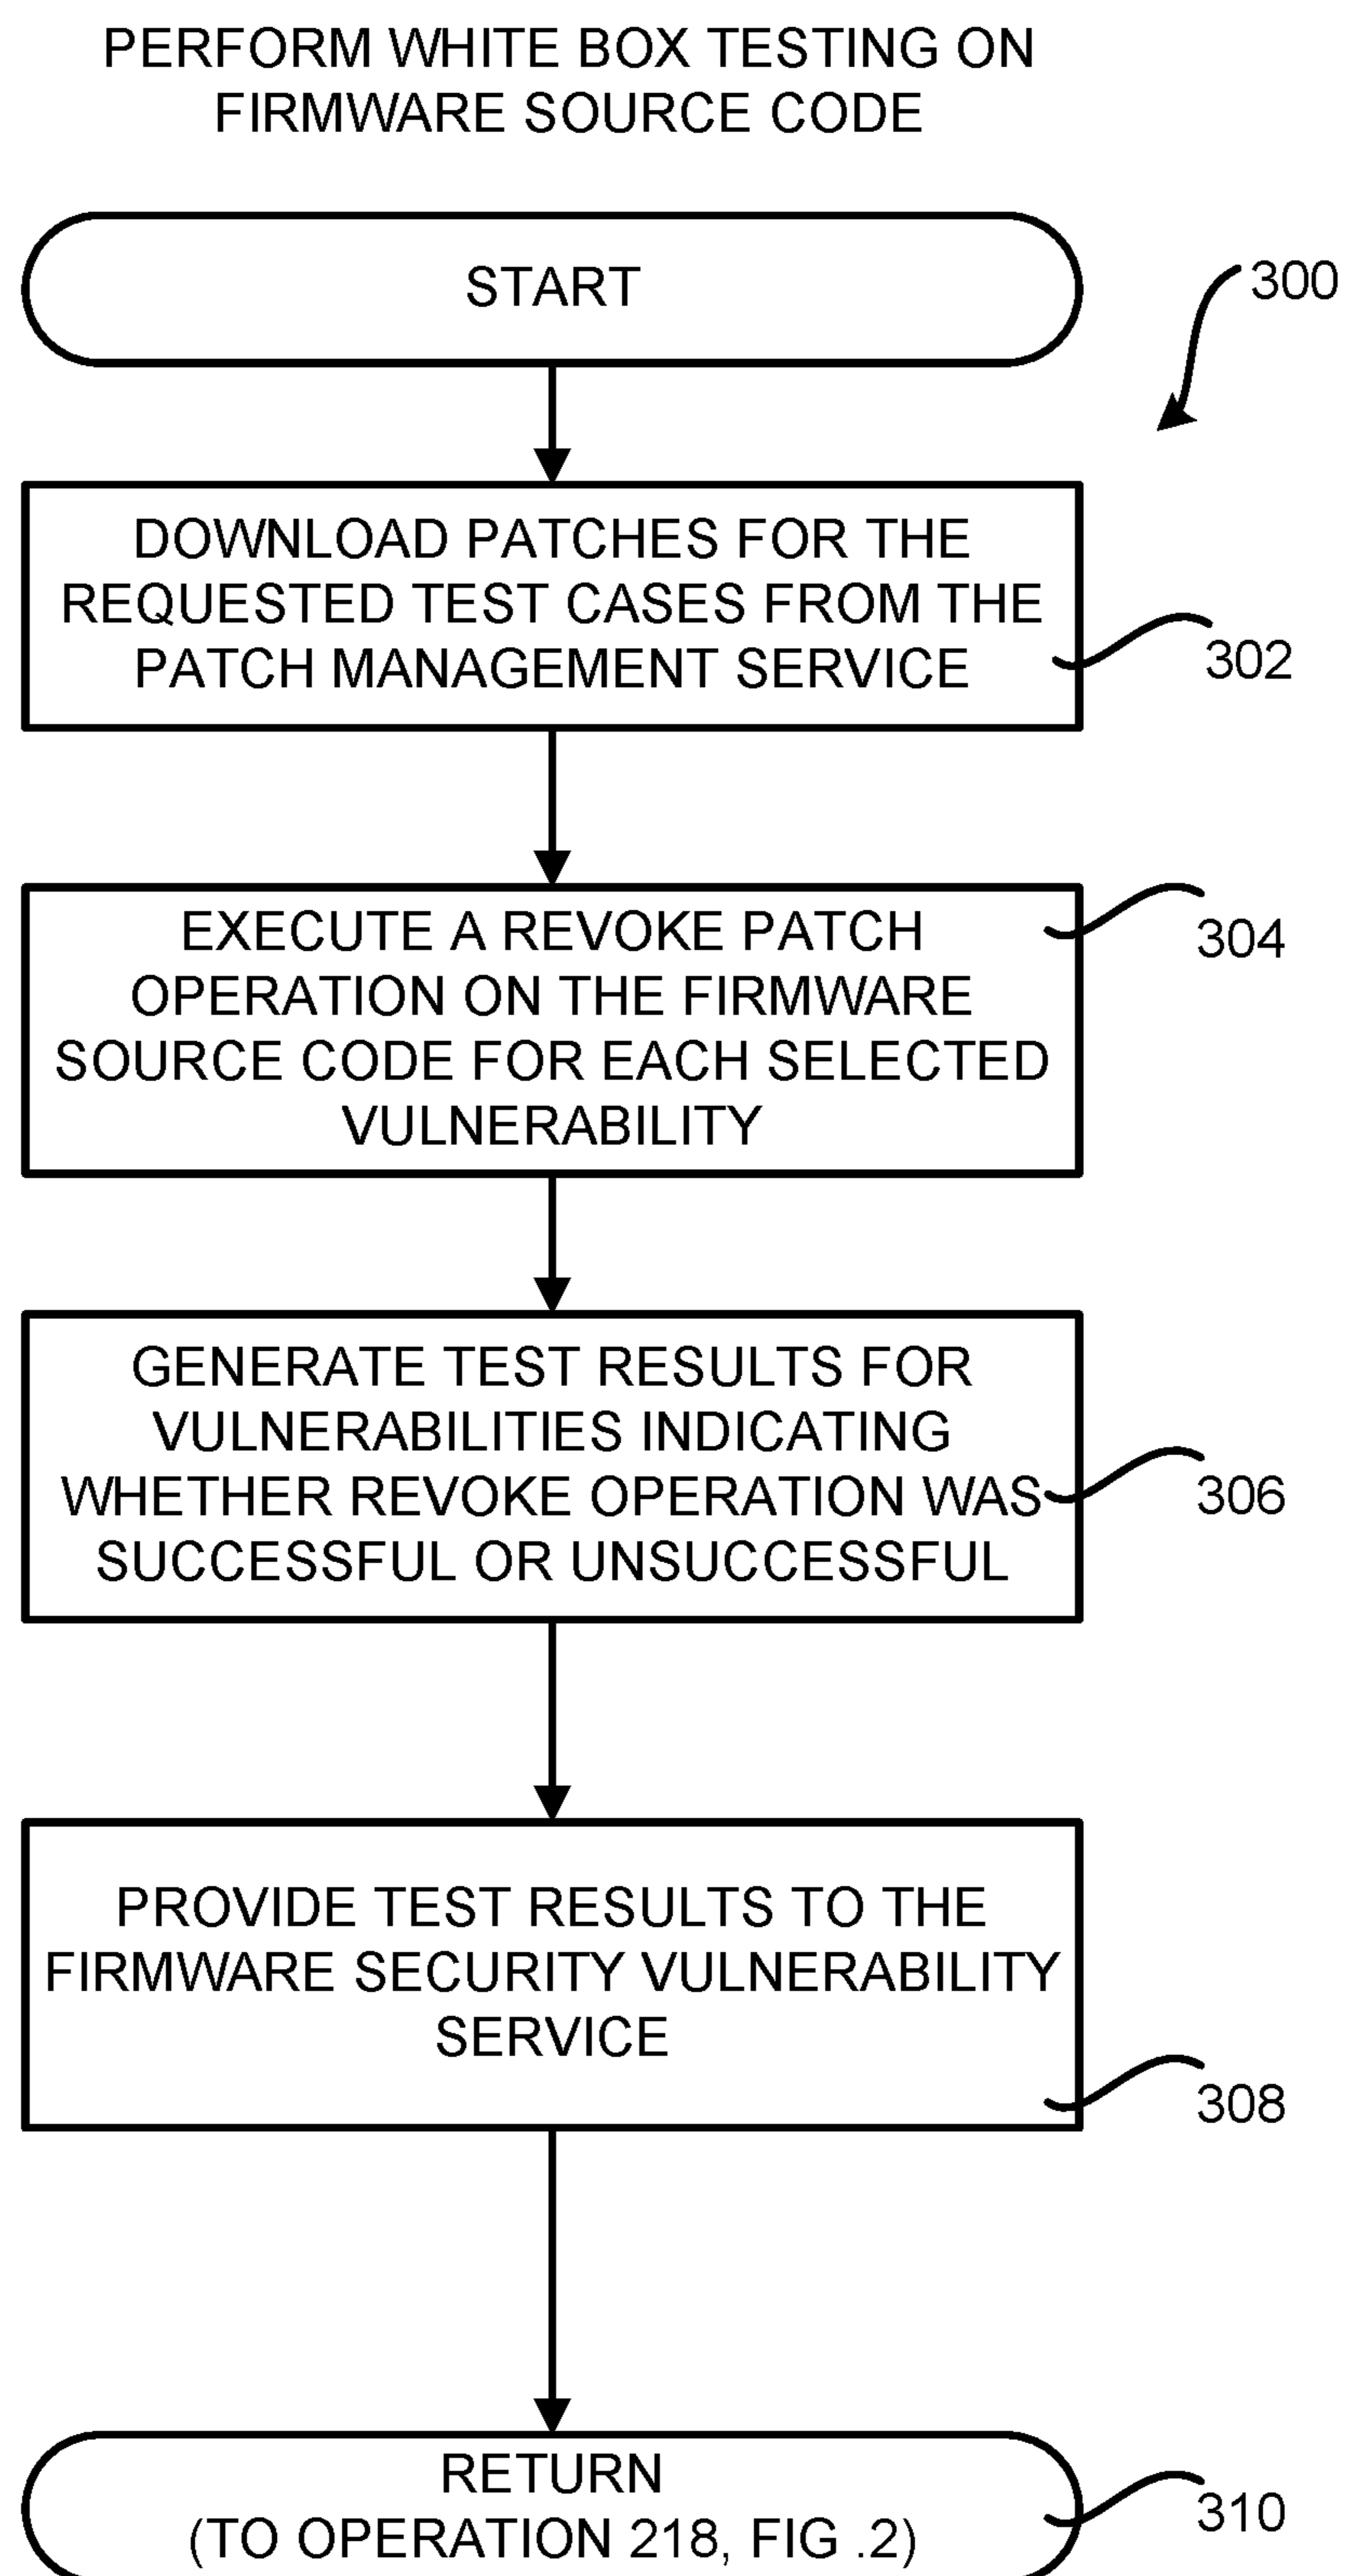 PERFORM WHITE BOX TESTING ON
FIRMWARE SOURCE CODE
START
300
DOWNLOAD PATCHES FOR THE
REQUESTED TEST CASES FROM THE
PATCH MANAGEMENT SERVICE
302
EXECUTE A REVOKE PATCH
OPERATION ON THE FIRMWARE
SOURCE CODE FOR EACH SELECTED
VULNERABILITY
304
GENERATE TEST RESULTS FOR
VULNERABILITIES INDICATING
WHETHER REVOKE OPERATION WAS
SUCCESSFUL OR UNSUCCESSFUL
306
PROVIDE TEST RESULTS TO THE
FIRMWARE SECURITY VULNERABILITY
SERVICE
308
RETURN
(TO OPERATION 218, FIG .2)
310